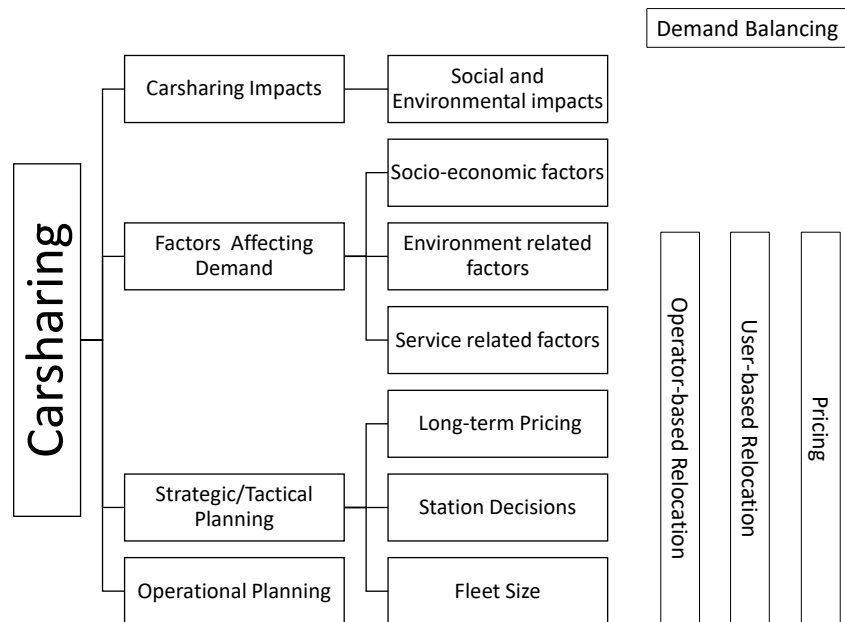 Demand Balancing
Carsharing
Carsharing Impacts
Social and
Environmental impacts
Factors Affecting
Demand
Socio-economic factors
Environment related
factors
Service related factors
Strategic/Tactical
Planning
Long-term Pricing
Station Decisions
Fleet Size
Operational Planning
Operator-based Relocation
User-based Relocation
Pricing